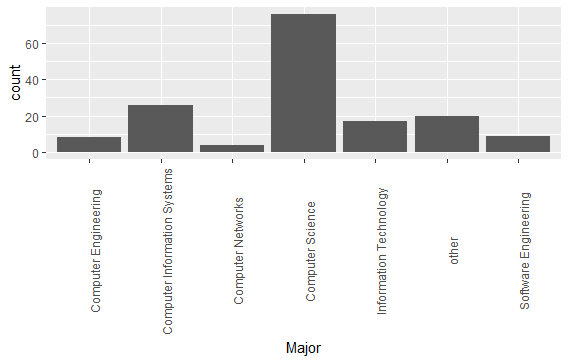 count
60
40
20
0
Computer Engineering
Computer Information Systems
Computer Networks
Computer Science
Information Technology
other
Software Engineering
Major